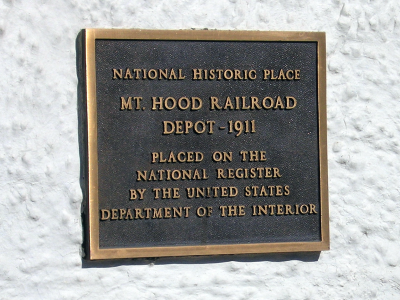 NATIONAL HISTORIC PLACE
MT. HOOD RAILROAD
DEPOT-1911
PLACED ON THE
NATIONAL REGISTER
BY THE UNITED STATES
DEPARTMENT OF THE INTERIOR